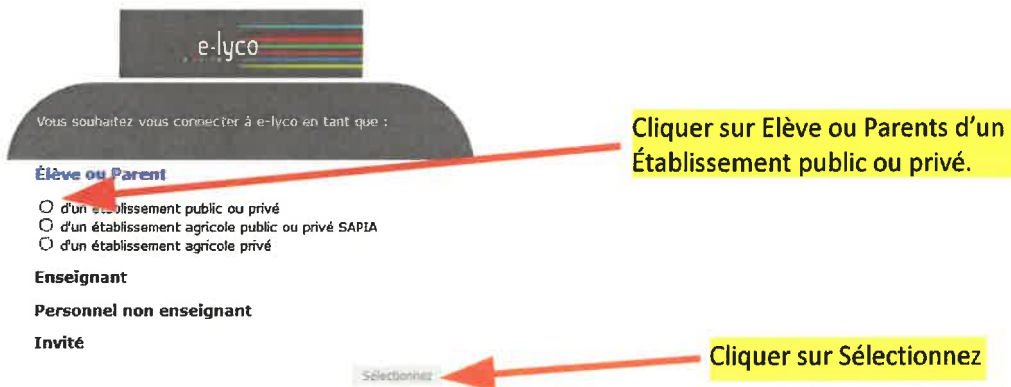 e-lyco
Vous souhaitez vous connecter à e-lyco en tant que :
Cliquer sur Elève ou Parents d'un
Établissement public ou privé.
Élève ou Parent
d'un établissement public ou privé
d'un établissement agricole public ou privé SAPIA
d'un établissement agricole privé
Enseignant
Personnel non enseignant
Invité
Cliquer sur Sélectionnez
Sélectionnez